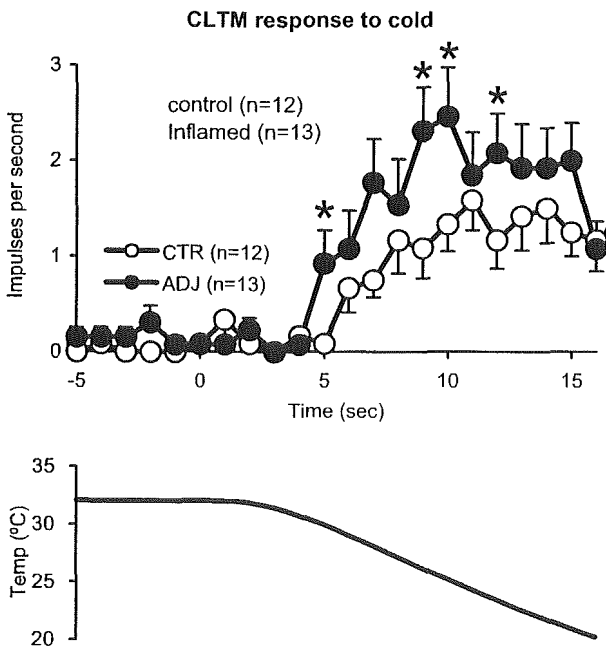 CLTM response to cold
3
2
1
0
Impulses per second
control (n=12)
Inflamed (n=13)
CTR (n=12)
ADJ (n=13)
* * * *
-5 0 5 10 15
Time (sec)
35
30
25
20
Temp (ºC)